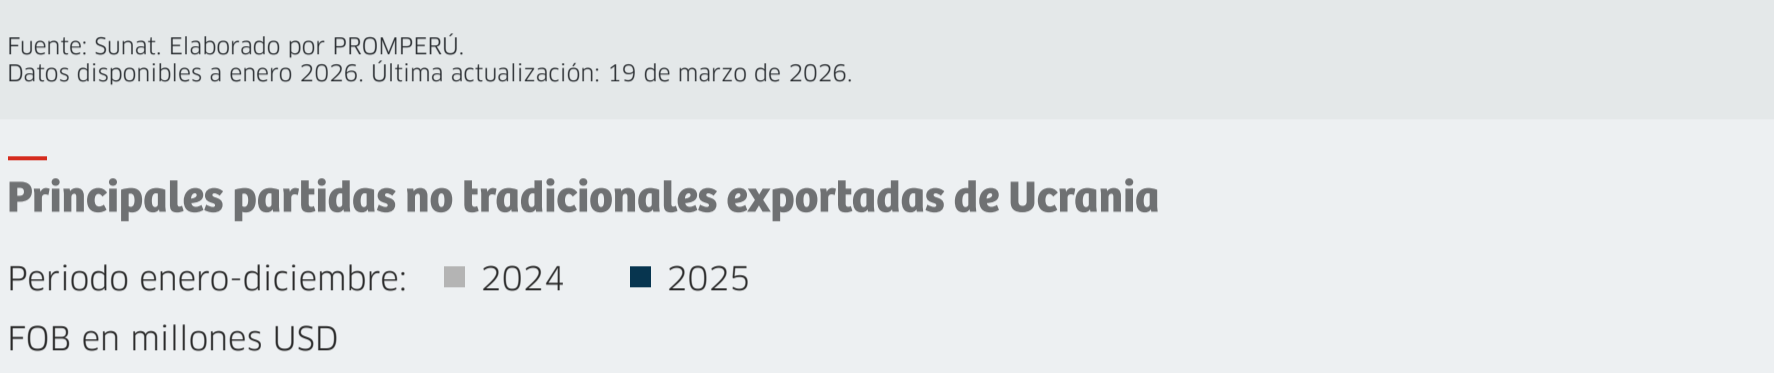 Fuente: Sunat. Elaborado por PROMPERÚ.
Datos disponibles a enero 2026. Última actualización: 19 de marzo de 2026.
Principales partidas no tradicionales exportadas de Ucrania
Periodo enero-diciembre: 2024 2025
FOB en millones USD